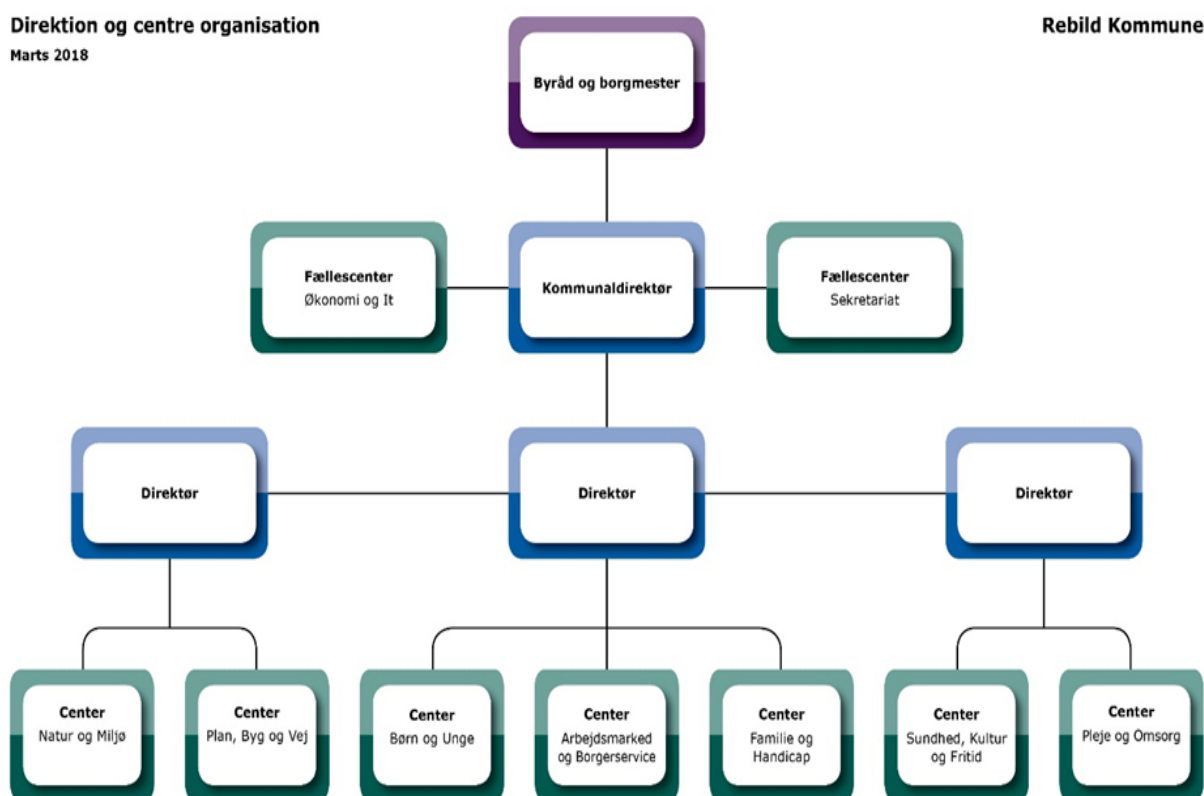 Direktion og centre organisation
Marts 2018
Rebild Kommune
Byråd og borgmester
Fællescenter
Økonomi og It
Kommunaldirektør
Fællescenter
Sekretariat
Direktør
Direktør
Direktør
Center
Natur og Miljø
Center
Plan, Byg og Vej
Center
Børn og Unge
Center
Arbejdsmarked
og Borgerservice
Center
Familie og
Handicap
Center
Sundhed, Kultur
og Fritid
Center
Pleje og Omsorg